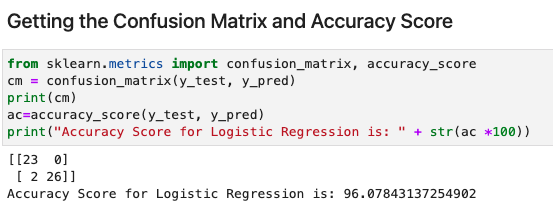 Getting the Confusion Matrix and Accuracy Score
from sklearn.metrics import confusion_matrix, accuracy_score
cm = confusion_matrix(y_test, y_pred)
print(cm)
ac=accuracy_score(y_test, y_pred)
print("Accuracy Score for Logistic Regression is: " + str(ac *100))
[[23  0]
 [ 2 26]]
Accuracy Score for Logistic Regression is: 96.07843137254902